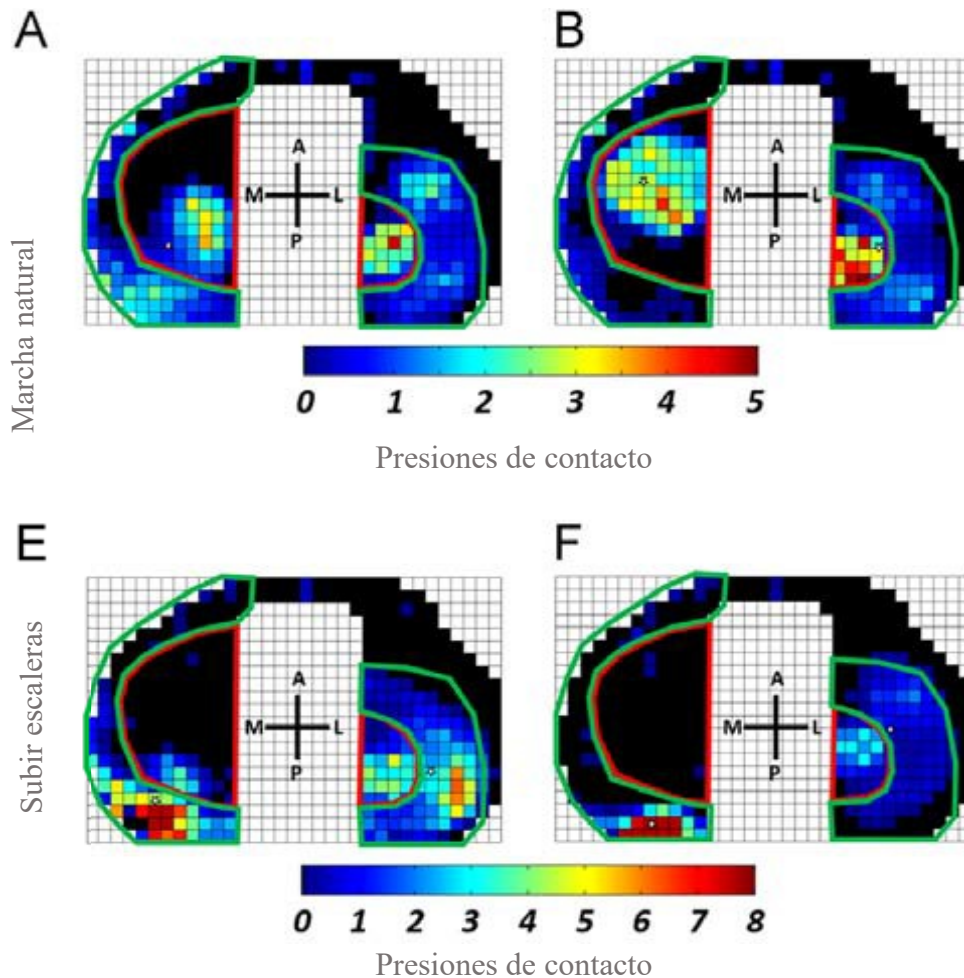 A
B
Marcha natural
A
M L
P
A
M L
P
0 1 2 3 4 5
Presiones de contacto
E
F
Subir escaleras
A
M L
P
A
M L
P
0 1 2 3 4 5 6 7 8
Presiones de contacto